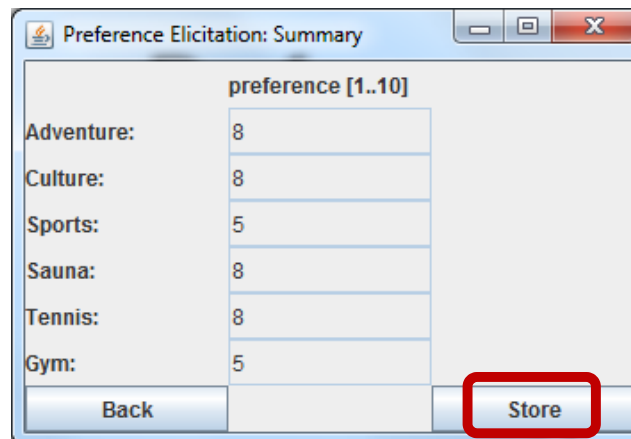 Preference Elicitation: Summary
preference [1..10]
Adventure: 8
Culture: 8
Sports: 5
Sauna: 8
Tennis: 8
Gym: 5
Back Store